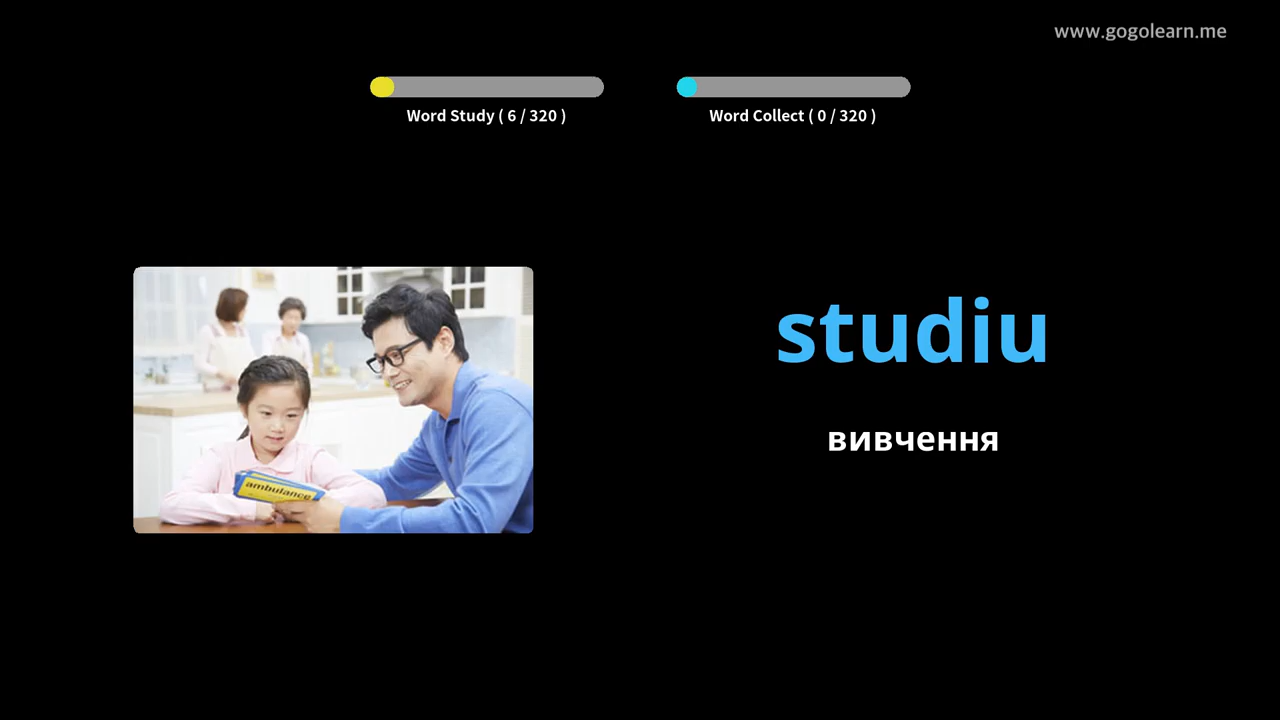 www.gogolearn.me
Word Study ( 6 / 320 )
Word Collect ( 0 / 320 )
studiu
вивчення
ambulance